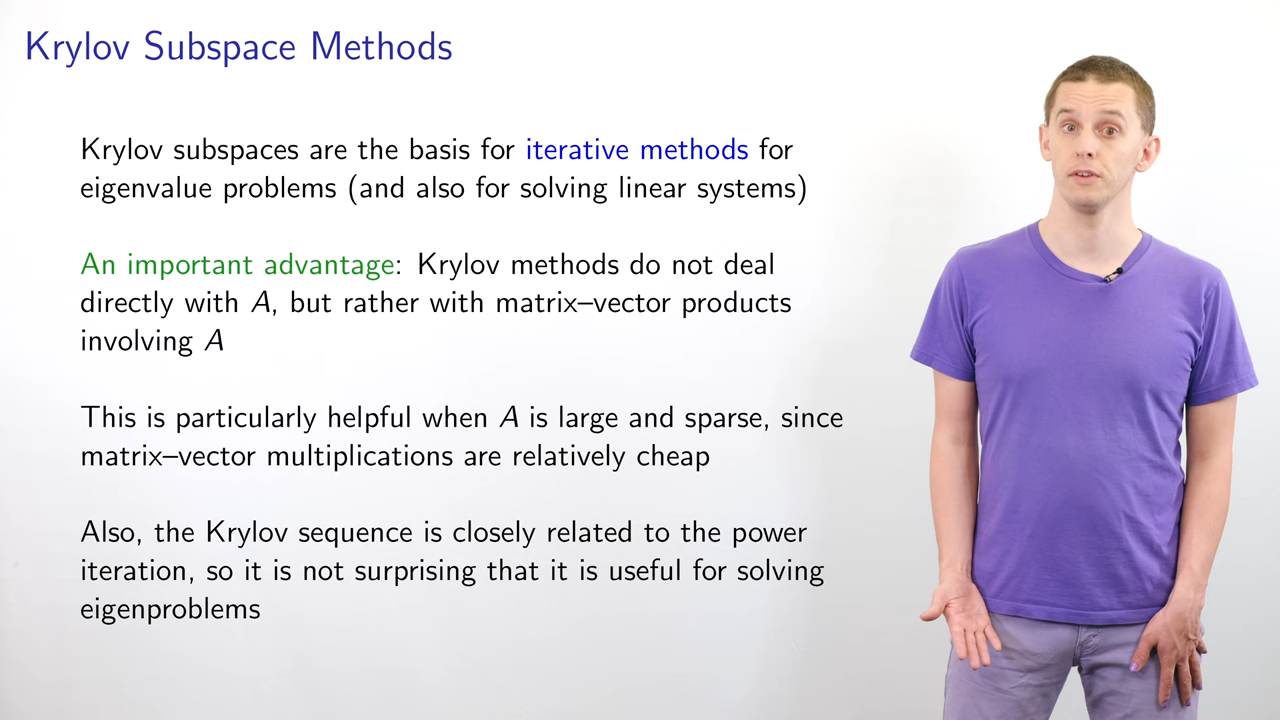 Krylov Subspace Methods
Krylov subspaces are the basis for iterative methods for
eigenvalue problems (and also for solving linear systems)
An important advantage: Krylov methods do not deal
directly with A, but rather with matrix–vector products
involving A
This is particularly helpful when A is large and sparse, since
matrix–vector multiplications are relatively cheap
Also, the Krylov sequence is closely related to the power
iteration, so it is not surprising that it is useful for solving
eigenproblems